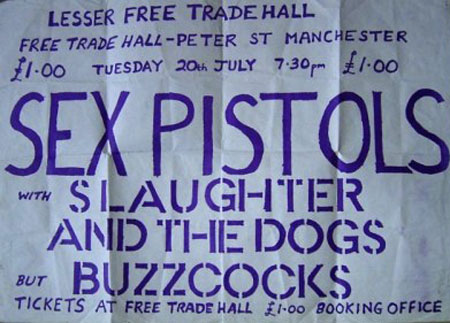 LESSER FREE TRADE HALL
FREE TRADE HALL-PETER ST MANCHESTER
£1·00 TUESDAY 20th JULY 7·30pm £1·00
SEX PISTOLS
WITH SLAUGHTER
AND THE DOGS
BUT BUZZCOCKS
TICKETS AT FREE TRADE HALL £1·00 BOOKING OFFICE